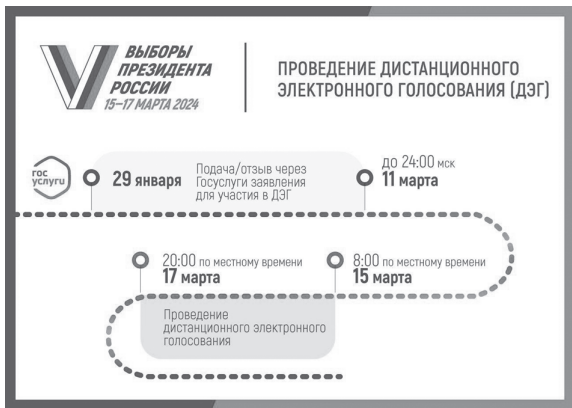 ВЫБОРЫ
ПРЕЗИДЕНТА
РОССИИ
15–17 МАРТА 2024
ПРОВЕДЕНИЕ ДИСТАНЦИОННОГО
ЭЛЕКТРОННОГО ГОЛОСОВАНИЯ (ДЭГ)
гос
услуги
29 января
Подача/отзыв через
Госуслуги заявления
для участия в ДЭГ
до 24:00 мск
11 марта
20:00 по местному времени
17 марта
8:00 по местному времени
15 марта
Проведение
дистанционного электронного
голосования